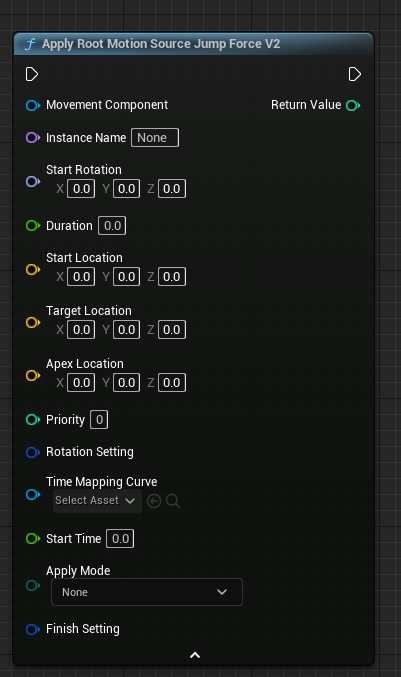 f Apply Root Motion Source Jump Force V2
Movement Component Return Value
Instance Name None
Start Rotation
X 0.0 Y 0.0 Z 0.0
Duration 0.0
Start Location
X 0.0 Y 0.0 Z 0.0
Target Location
X 0.0 Y 0.0 Z 0.0
Apex Location
X 0.0 Y 0.0 Z 0.0
Priority 0
Rotation Setting
Time Mapping Curve
Select Asset
Start Time 0.0
Apply Mode
None
Finish Setting